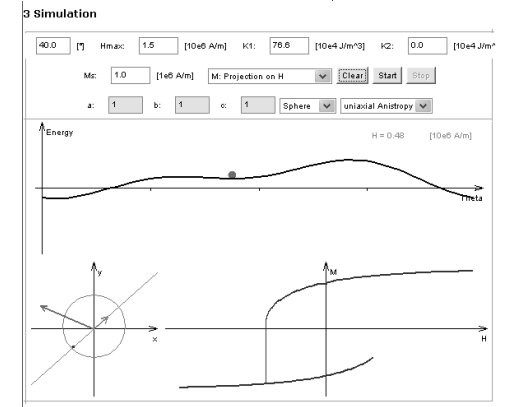 3 Simulation
40.0 [°] Hmax: 1.5 [10e6 A/m] K1: 76.6 [10e4 J/m^3] K2: 0.0 [10e4 J/m^
Ms: 1.0 [1e6 A/m] M: Projection on H Clear Start Stop
a: 1 b: 1 c: 1 Sphere uniaxial Anistropy
Energy H = 0.48 [10e6 A/m]
Theta
y M
x H